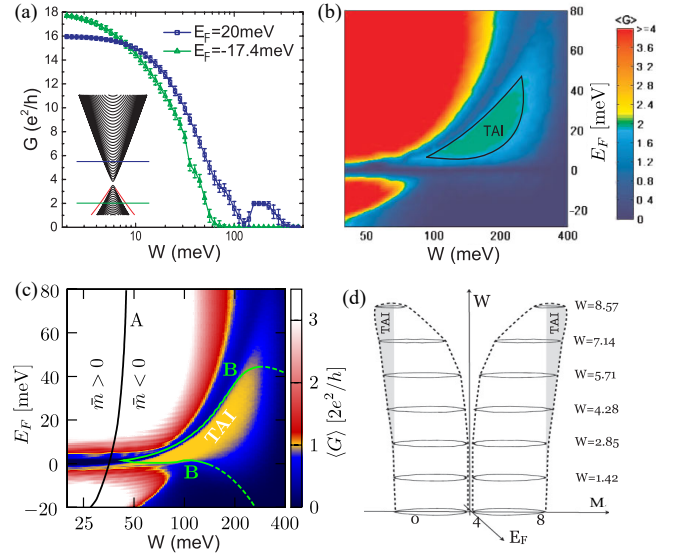 (a)
G (e²/h)
18
16
14
12
10
8
6
4
2
0
10
100
W (meV)
E_F=20meV
E_F=-17.4meV
(b)
80
60
40
20
0
-20
E_F [meV]
50
100
200
400
W (meV)
TAI
<G>
>=4
3.6
3.2
2.8
2.4
2
1.6
1.2
0.8
0.4
0
(c)
80
60
40
20
0
−20
E_F [meV]
25
50
100
200
400
W (meV)
A
m̄ > 0
m̄ < 0
B
TAI
B
3
2
1
0
⟨G⟩ [2e²/h]
(d)
W
TAI
TAI
W=8.57
W=7.14
W=5.71
W=4.28
W=2.85
W=1.42
M
0
4
8
E_F